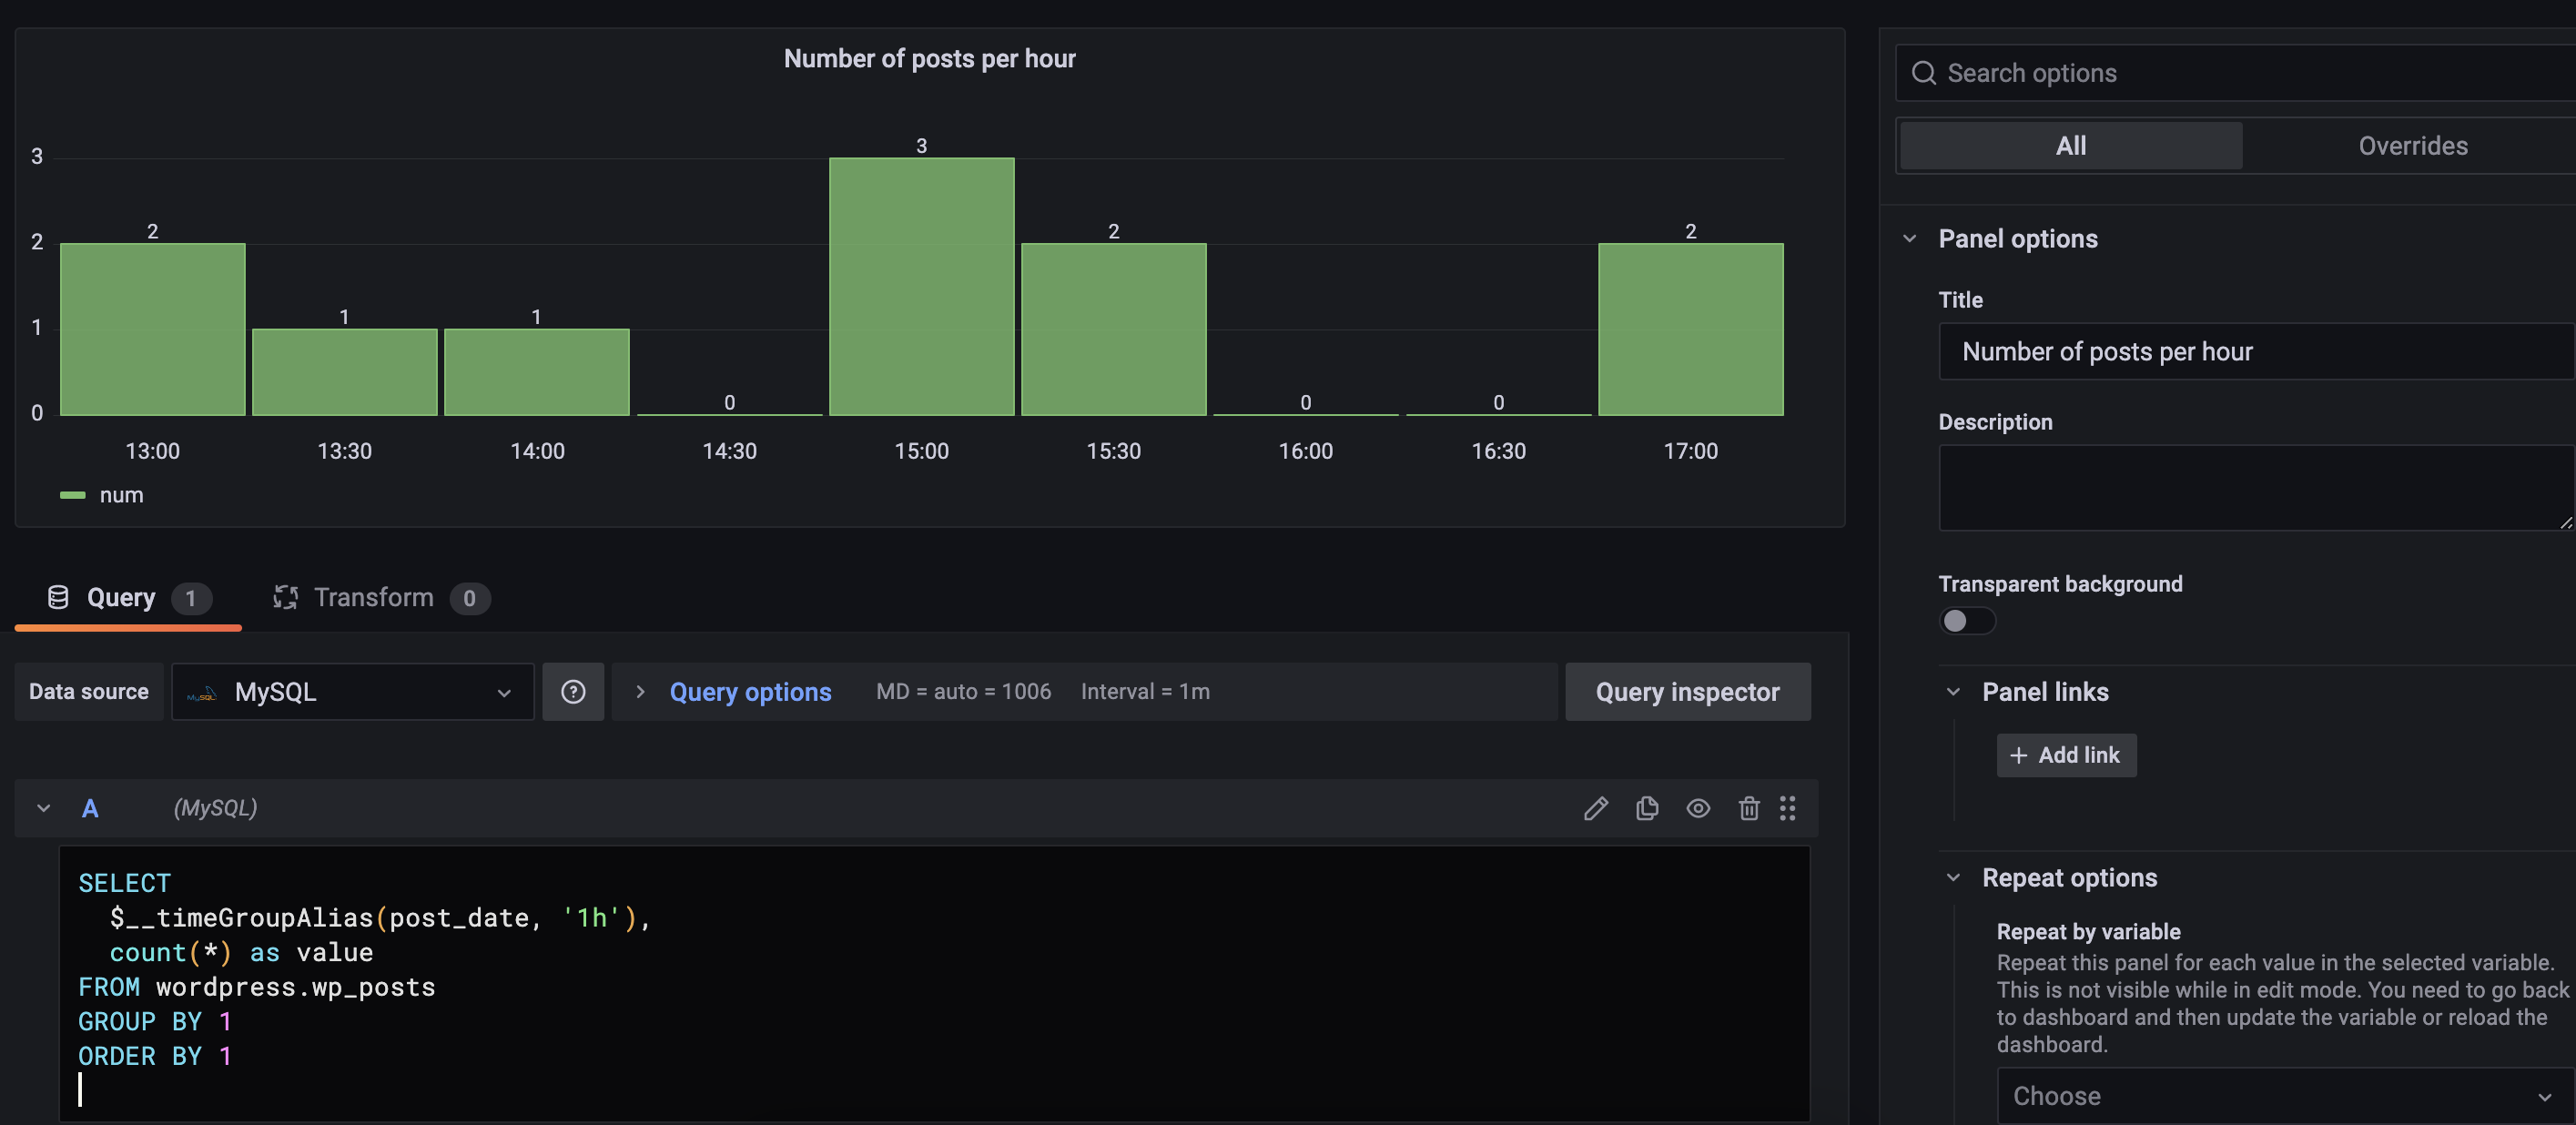 Number of posts per hour
3
2
1
0
2
1
1
0
3
2
0
0
2
13:00 13:30 14:00 14:30 15:00 15:30 16:00 16:30 17:00
num
Query 1 Transform 0
Data source MySQL MySQL ? Query options MD = auto = 1006 Interval = 1m Query inspector
A (MySQL)
SELECT
$__timeGroupAlias(post_date, '1h'),
count(*) as value
FROM wordpress.wp_posts
GROUP BY 1
ORDER BY 1
Search options
All Overrides
Panel options
Title
Number of posts per hour
Description
Transparent background
Panel links
+ Add link
Repeat options
Repeat by variable
Repeat this panel for each value in the selected variable.
This is not visible while in edit mode. You need to go back
to dashboard and then update the variable or reload the
dashboard.
Choose